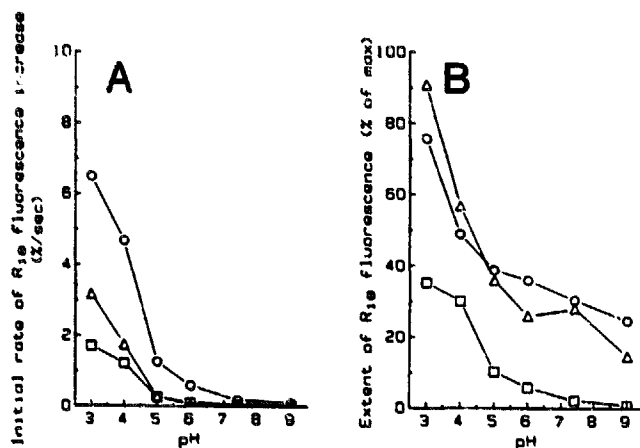 Initial rate of R₁₈ fluorescence increase
(%/sec)
10
8
6
4
2
0
A
3 4 5 6 7 8 9
pH
Extent of R₁₈ fluorescence (% of max)
100
80
60
40
20
0
B
3 4 5 6 7 8 9
pH